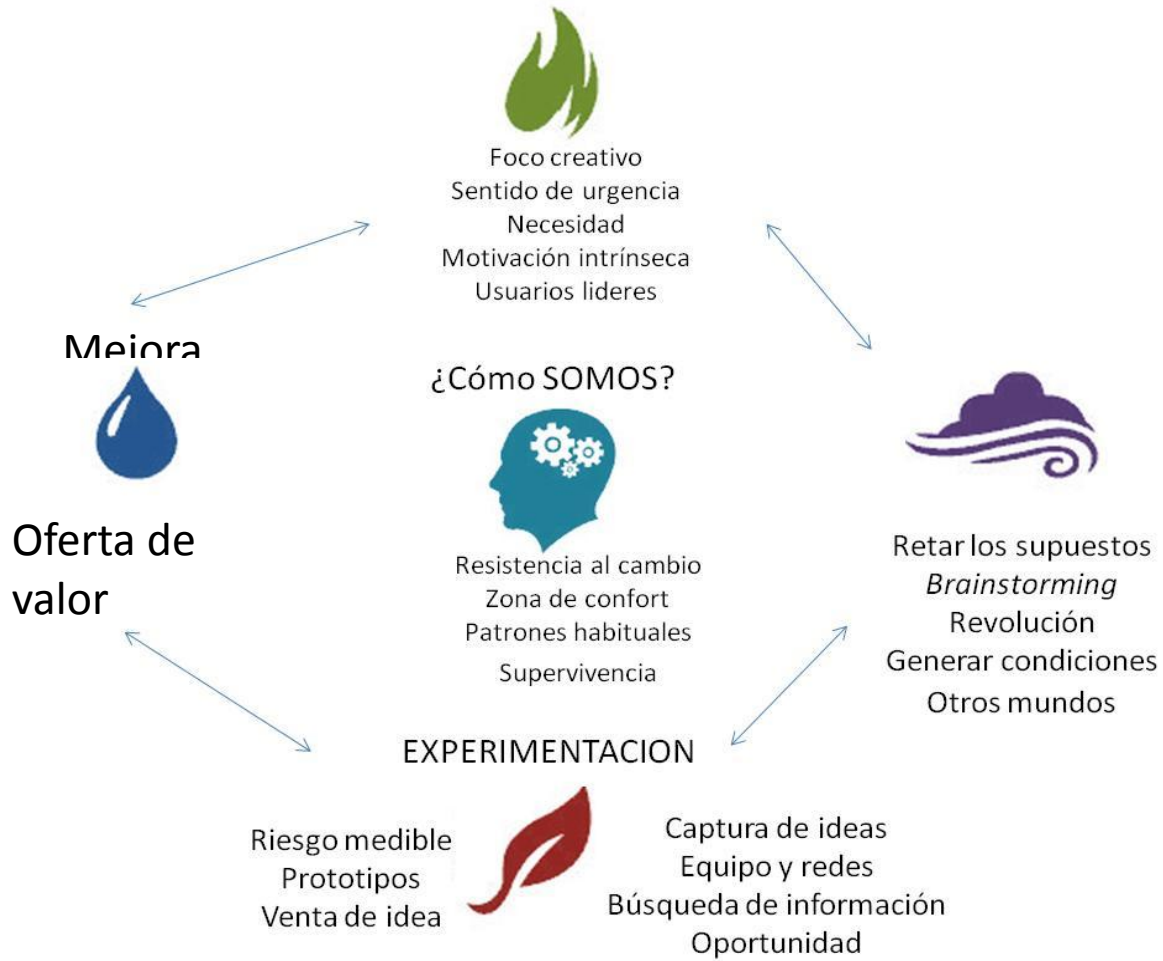 Foco creativo
Sentido de urgencia
Necesidad
Motivación intrínseca
Usuarios lideres
Mejora
¿Cómo SOMOS?
Oferta de
valor
Resistencia al cambio
Zona de confort
Patrones habituales
Supervivencia
Retar los supuestos
Brainstorming
Revolución
Generar condiciones
Otros mundos
EXPERIMENTACION
Riesgo medible
Prototipos
Venta de idea
Captura de ideas
Equipo y redes
Búsqueda de información
Oportunidad